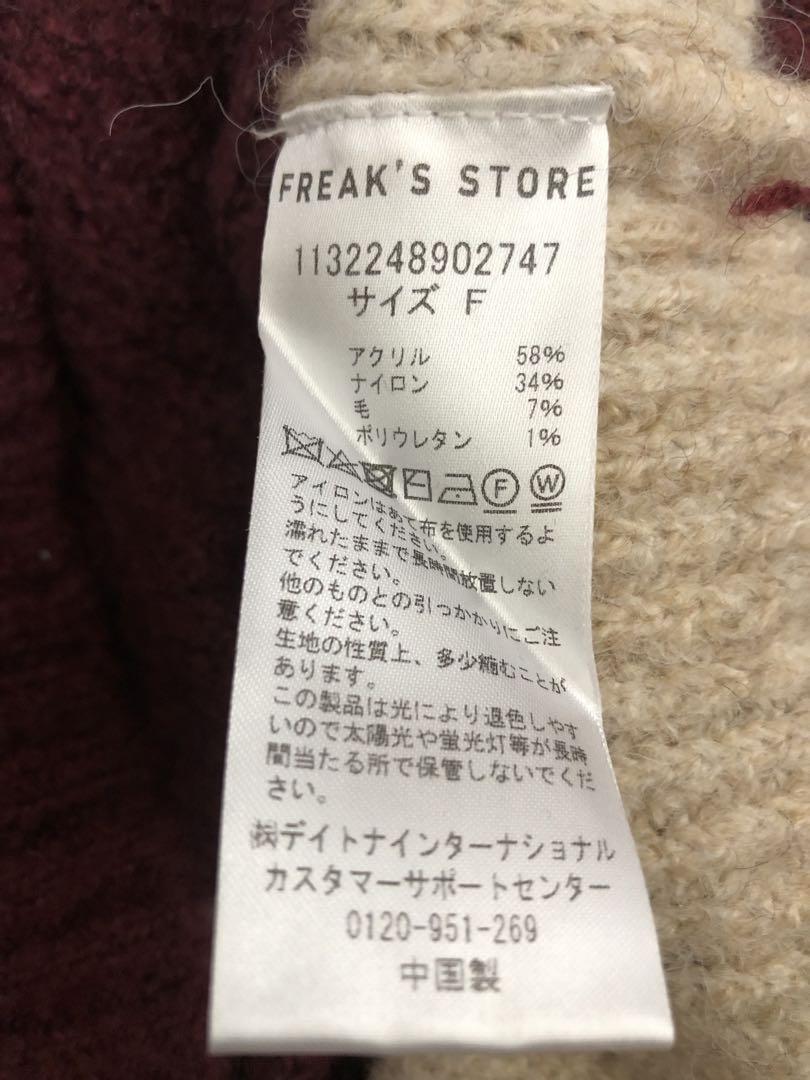 FREAK'S STORE
1132248902747
サイズ F
アクリル 58%
ナイロン 34%
毛 7%
ポリウレタン 1%
F W
アイロンはあて布を使用するよ
うにしてください。
濡れたままで長時間放置しない
でください。
他のものとの引つかかりにご注
意ください。
生地の性質上、多少縮むことが
あります。
この製品は光により退色しやす
いので太陽光や蛍光灯等が長時
間当たる所で保管しないでくだ
さい。
㈱デイトナインターナショナル
カスタマーサポートセンター
0120-951-269
中国製